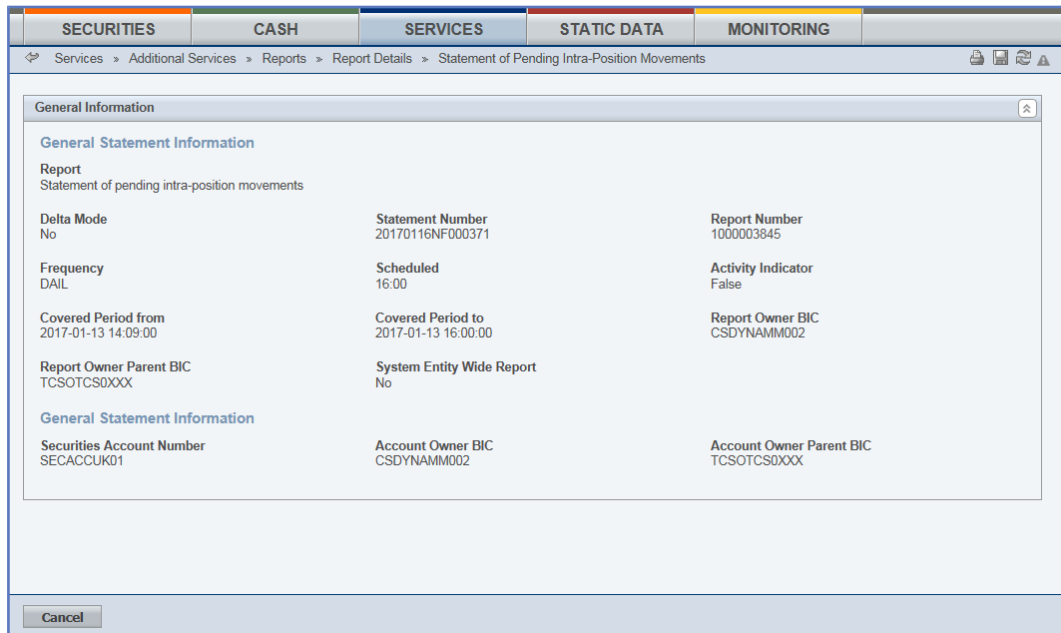 SECURITIES CASH SERVICES STATIC DATA MONITORING
Services » Additional Services » Reports » Report Details » Statement of Pending Intra-Position Movements
General Information
General Statement Information
Report
Statement of pending intra-position movements
Delta Mode Statement Number Report Number
No 20170116NF000371 1000003845
Frequency Scheduled Activity Indicator
DAIL 16:00 False
Covered Period from Covered Period to Report Owner BIC
2017-01-13 14:09:00 2017-01-13 16:00:00 CSDYNAMM002
Report Owner Parent BIC System Entity Wide Report
TCSOTCS0XXX No
General Statement Information
Securities Account Number Account Owner BIC Account Owner Parent BIC
SECACCUK01 CSDYNAMM002 TCSOTCS0XXX
Cancel